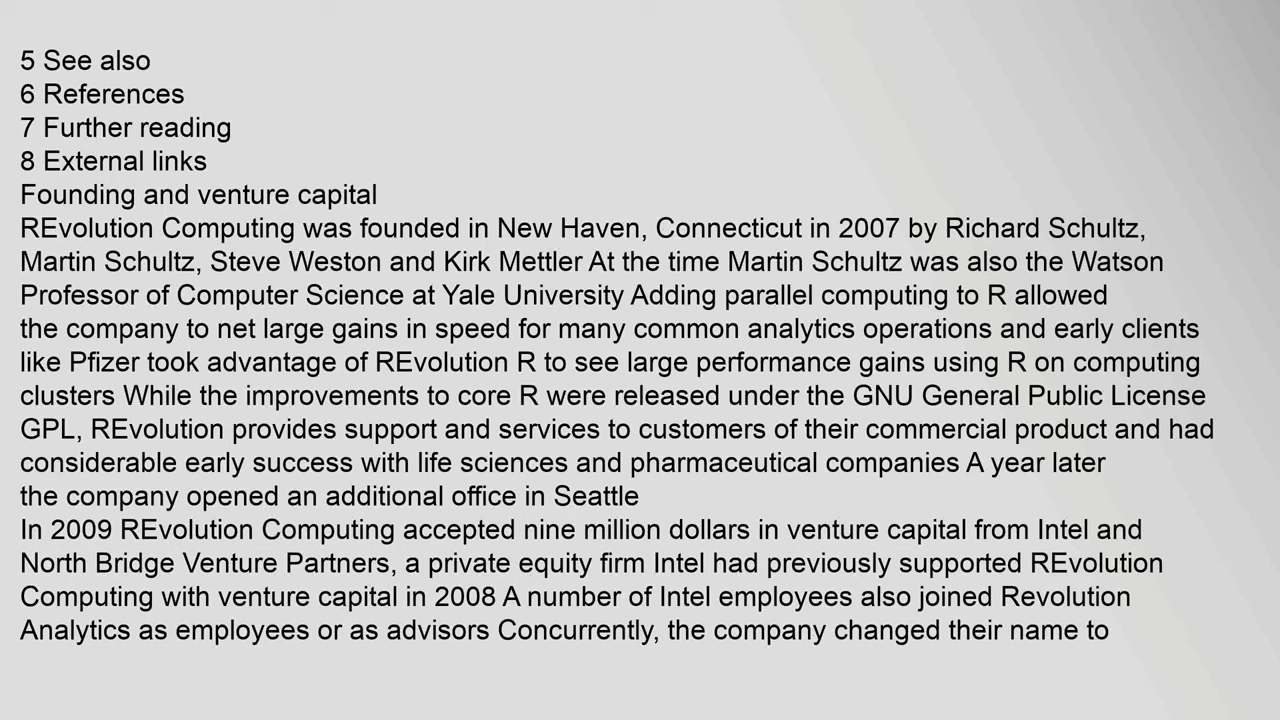 5 See also
6 References
7 Further reading
8 External links
Founding and venture capital
REvolution Computing was founded in New Haven, Connecticut in 2007 by Richard Schultz,
Martin Schultz, Steve Weston and Kirk Mettler At the time Martin Schultz was also the Watson
Professor of Computer Science at Yale University Adding parallel computing to R allowed
the company to net large gains in speed for many common analytics operations and early clients
like Pfizer took advantage of REvolution R to see large performance gains using R on computing
clusters While the improvements to core R were released under the GNU General Public License
GPL, REvolution provides support and services to customers of their commercial product and had
considerable early success with life sciences and pharmaceutical companies A year later
the company opened an additional office in Seattle
In 2009 REvolution Computing accepted nine million dollars in venture capital from Intel and
North Bridge Venture Partners, a private equity firm Intel had previously supported REvolution
Computing with venture capital in 2008 A number of Intel employees also joined Revolution
Analytics as employees or as advisors Concurrently, the company changed their name to